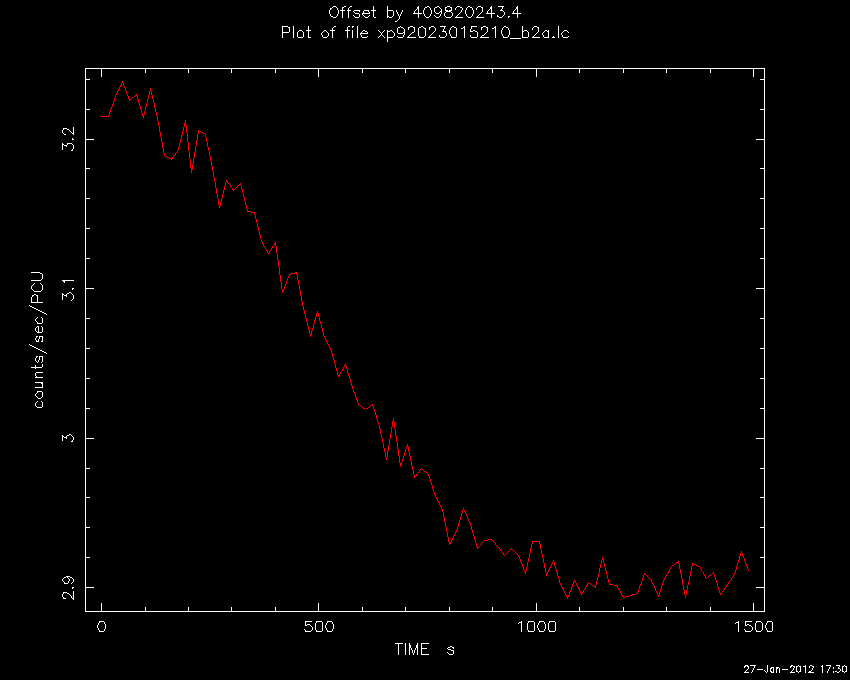 Offset by 409820243.4
Plot of file xp92023015210_b2a.lc
counts/sec/PCU
3.2
3.1
3
2.9
0 500 1000 1500
TIME s
27-Jan-2012 17:30